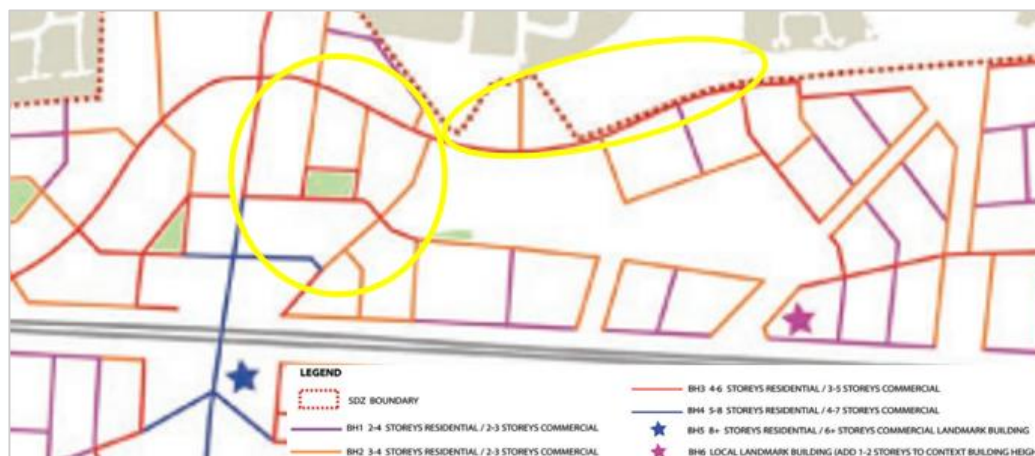 LEGEND
SDZ BOUNDARY
BH1 2-4 STOREYS RESIDENTIAL / 2-3 STOREYS COMMERCIAL
BH2 3-4 STOREYS RESIDENTIAL / 2-3 STOREYS COMMERCIAL
BH3 4-6 STOREYS RESIDENTIAL / 3-5 STOREYS COMMERCIAL
BH4 5-8 STOREYS RESIDENTIAL / 4-7 STOREYS COMMERCIAL
BH5 8+ STOREYS RESIDENTIAL / 6+ STOREYS COMMERCIAL LANDMARK BUILDING
BH6 LOCAL LANDMARK BUILDING (ADD 1-2 STOREYS TO CONTEXT BUILDING HEIG